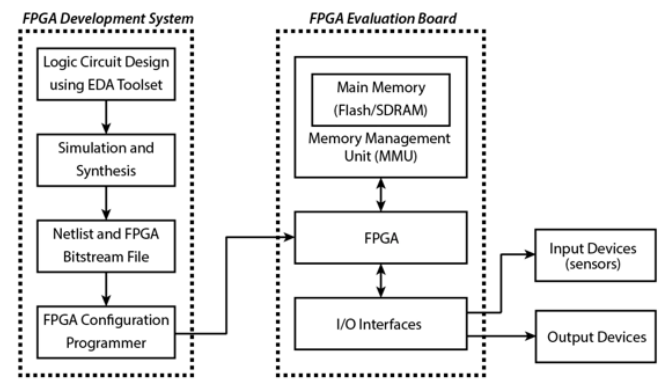 FPGA Development System
Logic Circuit Design
using EDA Toolset
Simulation and
Synthesis
Netlist and FPGA
Bitstream File
FPGA Configuration
Programmer
FPGA Evaluation Board
Main Memory
(Flash/SDRAM)
Memory Management
Unit (MMU)
FPGA
I/O Interfaces
Input Devices
(sensors)
Output Devices